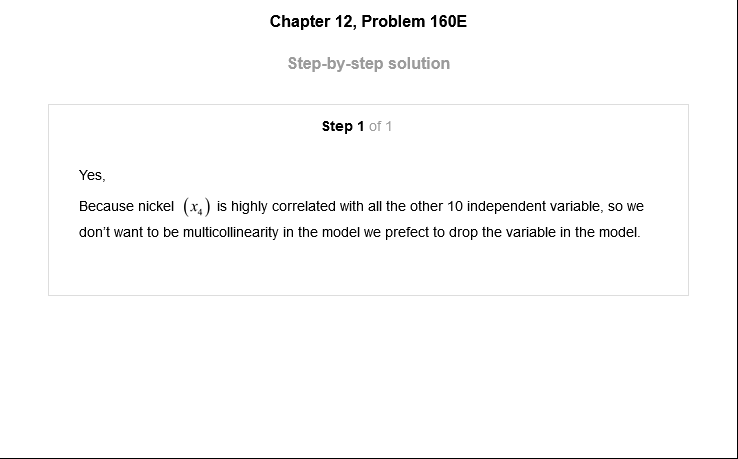 Chapter 12, Problem 160E
Step-by-step solution
Step 1 of 1
Yes,
Because nickel (x₄) is highly correlated with all the other 10 independent variable, so we
don't want to be multicollinearity in the model we prefect to drop the variable in the model.